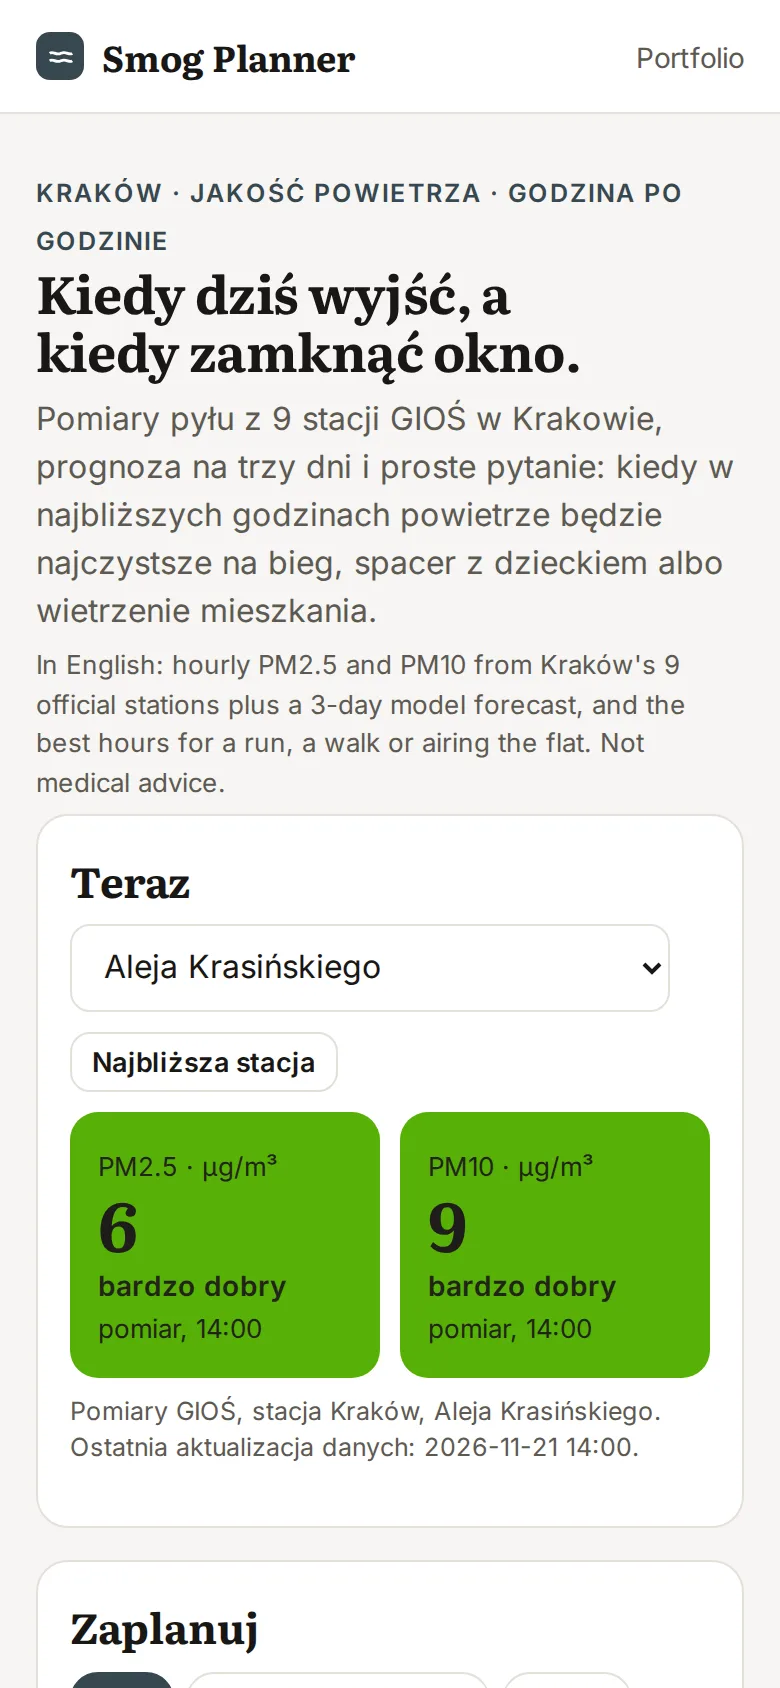 Smog Planner
Portfolio
KRAKÓW · JAKOŚĆ POWIETRZA · GODZINA PO
GODZINIE
Kiedy dziś wyjść, a
kiedy zamknąć okno.
Pomiary pyłu z 9 stacji GIOŚ w Krakowie,
prognoza na trzy dni i proste pytanie: kiedy w
najbliższych godzinach powietrze będzie
najczystsze na bieg, spacer z dzieckiem albo
wietrzenie mieszkania.
In English: hourly PM2.5 and PM10 from Kraków's 9
official stations plus a 3-day model forecast, and the
best hours for a run, a walk or airing the flat. Not
medical advice.
Teraz
Aleja Krasińskiego
Najbliższa stacja
PM2.5 · µg/m³
6
bardzo dobry
pomiar, 14:00
PM10 · µg/m³
9
bardzo dobry
pomiar, 14:00
Pomiary GIOŚ, stacja Kraków, Aleja Krasińskiego.
Ostatnia aktualizacja danych: 2026-11-21 14:00.
Zaplanuj